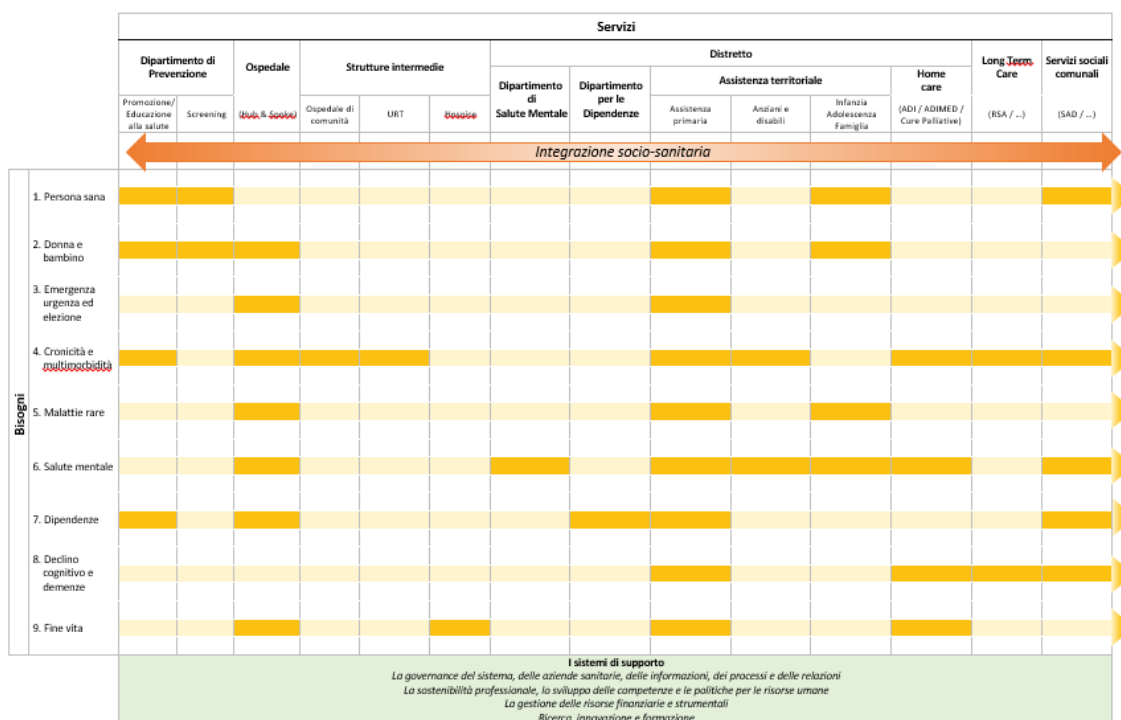 Servizi
Dipartimento di
Prevenzione
Ospedale
Strutture intermedie
Distretto
Long Term
Care
Servizi sociali
comunali
Dipartimento
di
Salute Mentale
Dipartimento
per le
Dipendenze
Assistenza territoriale
Home
care
Promozione/
Educazione
alla salute
Screening
(Hub & Spoke)
Ospedale di
comunità
URT
Hospice
Assistenza
primaria
Anziani e
disabili
Infanzia
Adolescenza
Famiglia
(ADI / ADIMED /
Cure Palliative)
(RSA / ...)
(SAD / ...)
Integrazione socio-sanitaria
Bisogni
1. Persona sana
2. Donna e
bambino
3. Emergenza
urgenza ed
elezione
4. Cronicità e
multimorbidità
5. Malattie rare
6. Salute mentale
7. Dipendenze
8. Declino
cognitivo e
demenze
9. Fine vita
I sistemi di supporto
La governance del sistema, delle aziende sanitarie, delle informazioni, dei processi e delle relazioni
La sostenibilità professionale, lo sviluppo delle competenze e le politiche per le risorse umane
La gestione delle risorse finanziarie e strumentali
Ricerca, innovazione e formazione